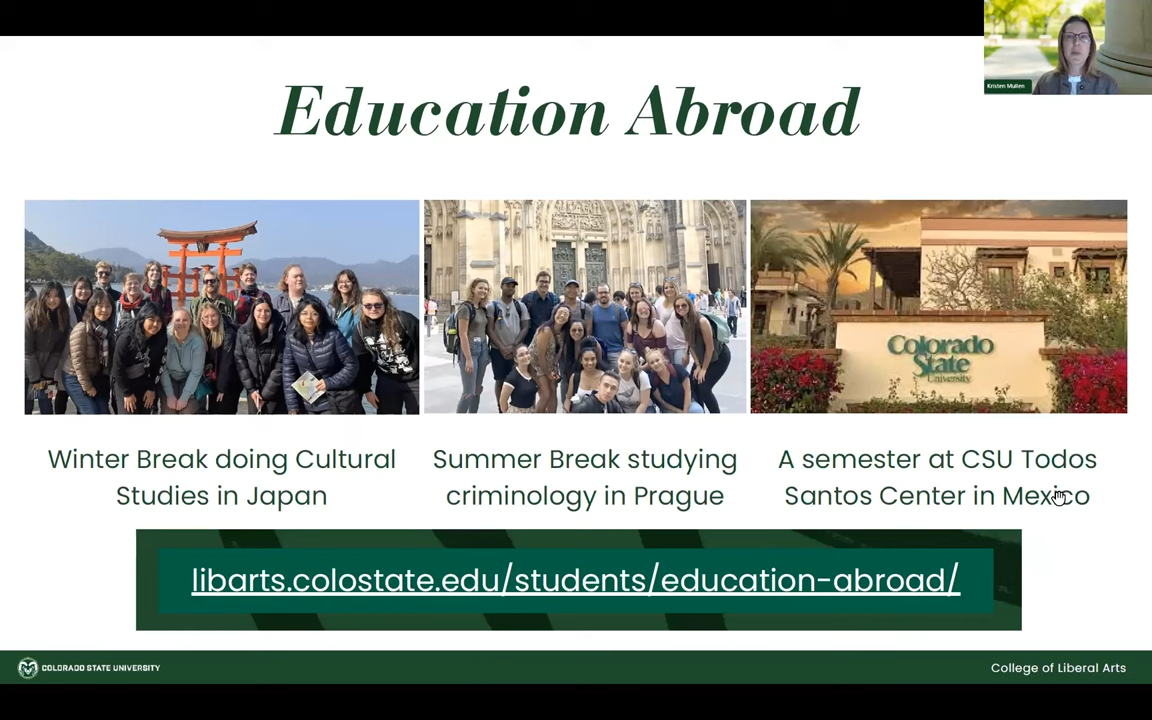 Kristen Mullen
Education Abroad
Colorado
State
University
Winter Break doing Cultural
Studies in Japan
Summer Break studying
criminology in Prague
A semester at CSU Todos
Santos Center in Mexico
libarts.colostate.edu/students/education-abroad/
COLORADO STATE UNIVERSITY
College of Liberal Arts